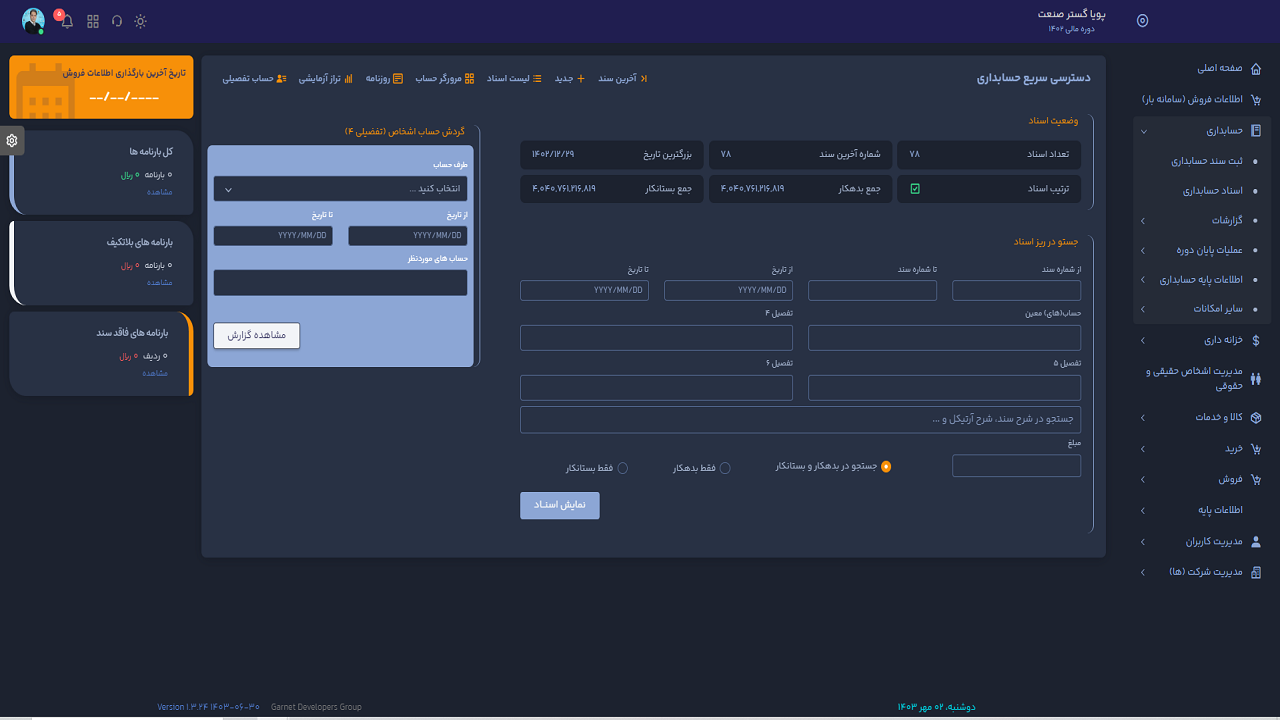 پویا گستر صنعت
دوره مالی ۱۴۰۲
۵
صفحه اصلی
اطلاعات فروش (سامانه بار)
حسابداری
ثبت سند حسابداری
اسناد حسابداری
گزارشات
عملیات پایان دوره
اطلاعات پایه حسابداری
سایر امکانات
خزانه داری
مدیریت اشخاص حقیقی و
حقوقی
کالا و خدمات
خرید
فروش
اطلاعات پایه
مدیریت کاربران
مدیریت شرکت (ها)
دسترسی سریع حسابداری
آخرین سند
جدید
لیست اسناد
مرورگر حساب
روزنامه
تراز آزمایشی
حساب تفصیلی
وضعیت اسناد
تعداد اسناد ۷۸
شماره آخرین سند ۷۸
بزرگترین تاریخ ۱۴۰۲/۱۲/۲۹
ترتیب اسناد
جمع بدهکار ۴,۰۴۰,۷۶۱,۲۱۶,۸۱۹
جمع بستانکار ۴,۰۴۰,۷۶۱,۲۱۶,۸۱۹
جستو در ریز اسناد
از شماره سند
تا شماره سند
از تاریخ
تا تاریخ
YYYY/MM/DD
YYYY/MM/DD
حساب(های) معین
تفصیل ۴
تفصیل ۵
تفصیل ۶
جستجو در شرح سند، شرح آرتیکل و ...
مبلغ
جستجو در بدهکار و بستانکار
فقط بدهکار
فقط بستانکار
نمایش اسنـاد
گردش حساب اشخاص (تفضیلی ۴)
طرف حساب
انتخاب کنید ...
از تاریخ
تا تاریخ
YYYY/MM/DD
YYYY/MM/DD
حساب های موردنظر
مشاهده گزارش
تاریخ آخرین بارگذاری اطلاعات فروش
--/--/----
کل بارنامه ها
۰ بارنامه ۰ ریال
مشاهده
بارنامه های بلاتکیف
۰ بارنامه ۰ ریال
مشاهده
بارنامه های فاقد سند
۰ ردیف ۰ ریال
مشاهده
دوشنبه، ۰۲ مهر ۱۴۰۳
Garnet Developers Group
Version ۱.۳.۲۴ ۱۴۰۳-۰۶-۳۰